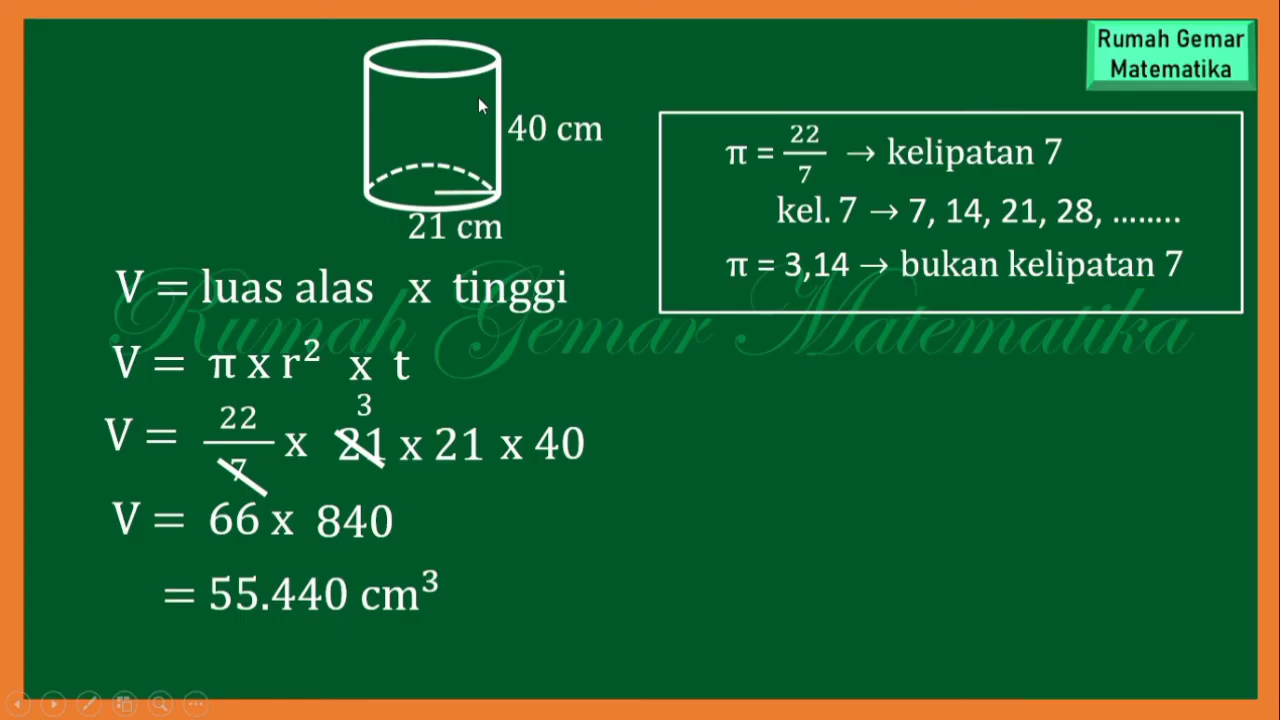 Rumah Gemar
Matematika
40 cm
21 cm
π = 22/7 → kelipatan 7
kel. 7 → 7, 14, 21, 28, ........
π = 3,14 → bukan kelipatan 7
Rumah Gemar Matematika
V = luas alas x tinggi
V = π x r² x t
3
V = 22/7 x 21 x 21 x 40
V = 66 x 840
= 55.440 cm³